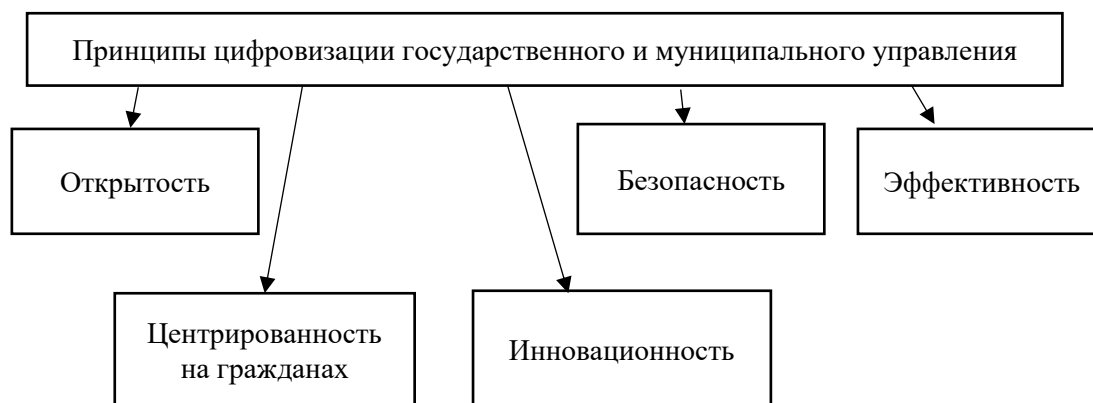 Принципы цифровизации государственного и муниципального управления
Открытость
Безопасность
Эффективность
Центрированность
на гражданах
Инновационность